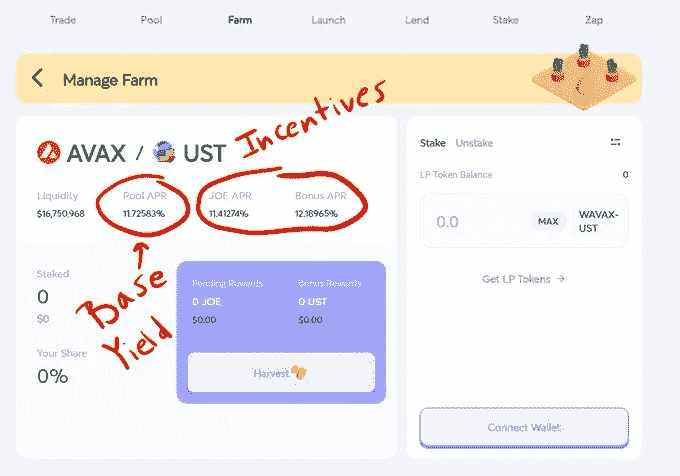 Trade Pool Farm Launch Lend Stake Zap
Manage Farm
Incentives
AVAX / UST
Liquidity Pool APR JOE APR Bonus APR
$16,750,968 11.72583% 11.41274% 12.18965%
Base
Yield
Staked
0
$0
Your Share
0%
Pending Rewards Bonus Rewards
0 JOE 0 UST
$0.00 $0.00
Harvest
Stake Unstake
LP Token Balance 0
0.0 MAX WAVAX-
UST
Get LP Tokens →
Connect Wallet